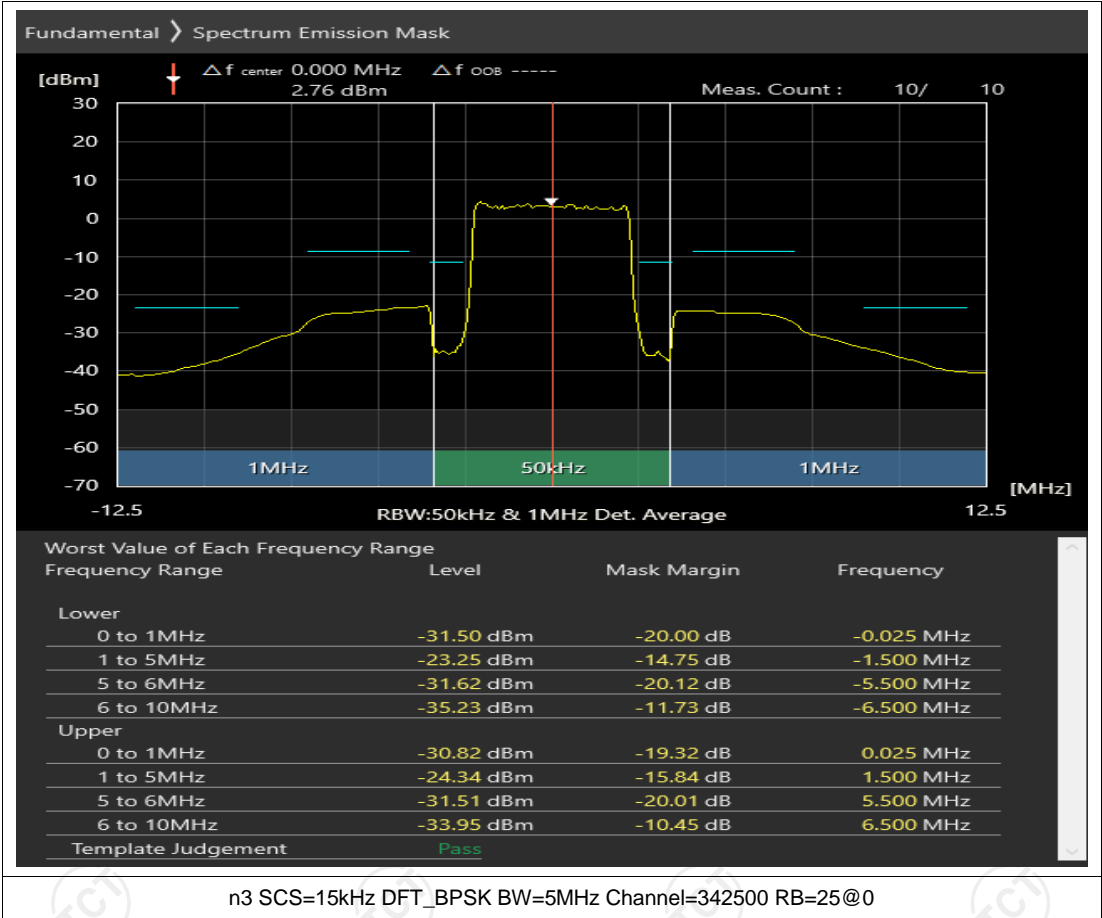 Fundamental ❯ Spectrum Emission Mask
[dBm] △f center 0.000 MHz △f OOB -----
2.76 dBm Meas. Count : 10/ 10
30
20
10
0
-10
-20
-30
-40
-50
-60
1MHz 50kHz 1MHz
-70
[MHz]
-12.5 RBW:50kHz & 1MHz Det. Average 12.5
Worst Value of Each Frequency Range
Frequency Range Level Mask Margin Frequency
Lower
0 to 1MHz -31.50 dBm -20.00 dB -0.025 MHz
1 to 5MHz -23.25 dBm -14.75 dB -1.500 MHz
5 to 6MHz -31.62 dBm -20.12 dB -5.500 MHz
6 to 10MHz -35.23 dBm -11.73 dB -6.500 MHz
Upper
0 to 1MHz -30.82 dBm -19.32 dB 0.025 MHz
1 to 5MHz -24.34 dBm -15.84 dB 1.500 MHz
5 to 6MHz -31.51 dBm -20.01 dB 5.500 MHz
6 to 10MHz -33.95 dBm -10.45 dB 6.500 MHz
Template Judgement Pass
n3 SCS=15kHz DFT_BPSK BW=5MHz Channel=342500 RB=25@0
TCT TCT TCT